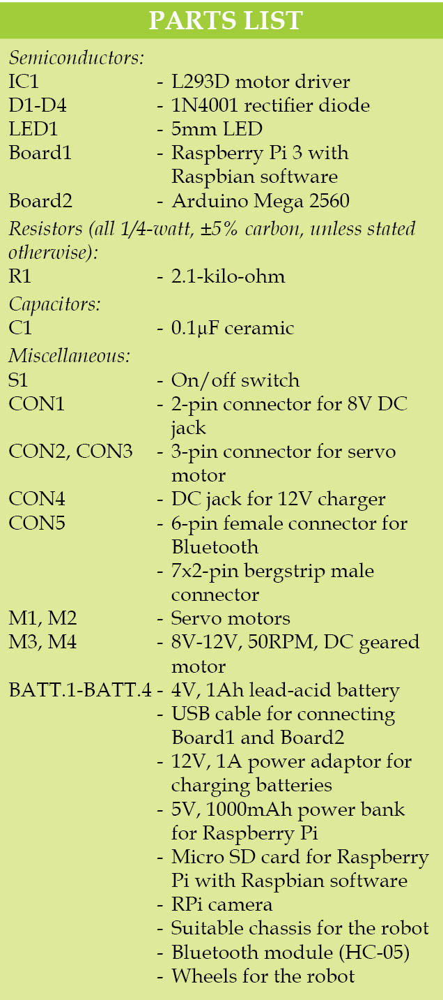 PARTS LIST
Semiconductors:
IC1 - L293D motor driver
D1-D4 - 1N4001 rectifier diode
LED1 - 5mm LED
Board1 - Raspberry Pi 3 with
Raspbian software
Board2 - Arduino Mega 2560
Resistors (all 1/4-watt, ±5% carbon, unless stated
otherwise):
R1 - 2.1-kilo-ohm
Capacitors:
C1 - 0.1µF ceramic
Miscellaneous:
S1 - On/off switch
CON1 - 2-pin connector for 8V DC
jack
CON2, CON3 - 3-pin connector for servo
motor
CON4 - DC jack for 12V charger
CON5 - 6-pin female connector for
Bluetooth
- 7x2-pin bergstrip male
connector
M1, M2 - Servo motors
M3, M4 - 8V-12V, 50RPM, DC geared
motor
BATT.1-BATT.4 - 4V, 1Ah lead-acid battery
- USB cable for connecting
Board1 and Board2
- 12V, 1A power adaptor for
charging batteries
- 5V, 1000mAh power bank
for Raspberry Pi
- Micro SD card for Raspberry
Pi with Raspbian software
- RPi camera
- Suitable chassis for the robot
- Bluetooth module (HC-05)
- Wheels for the robot